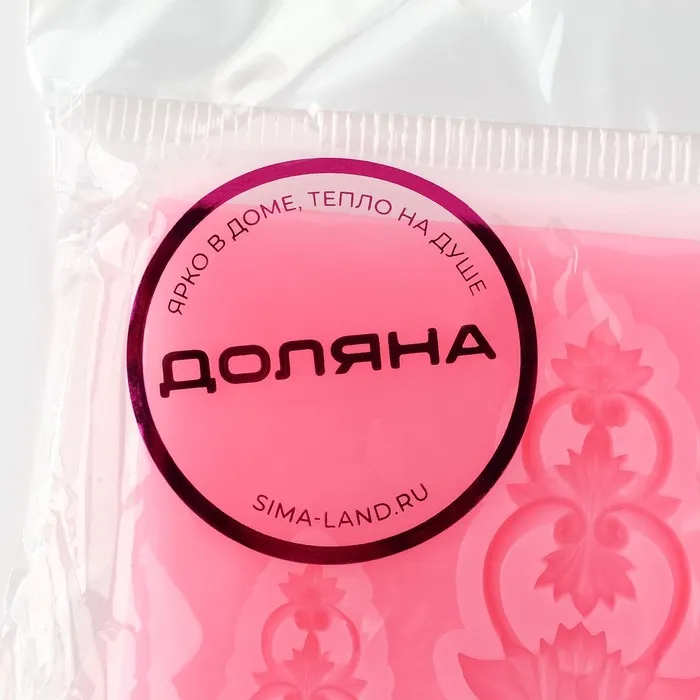 ЯРКО В ДОМЕ, ТЕПЛО НА ДУШЕ
ДОЛЯНА
SIMA-LAND.RU